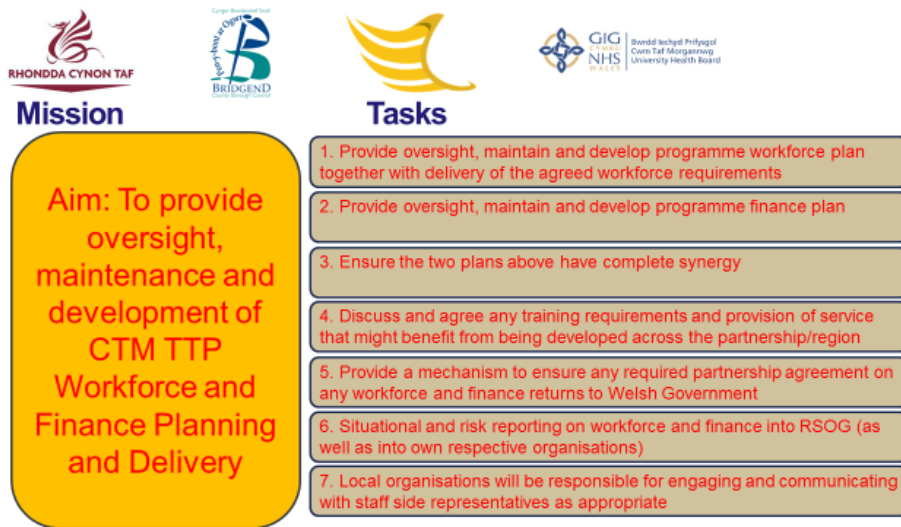 RHONDDA CYNON TAF
BRIDGEND
County Borough Council
GIG
CYMRU
NHS
WALES
Bwrdd Iechyd Prifysgol
Cwm Taf Morgannwg
University Health Board
Mission
Tasks
Aim: To provide
oversight,
maintenance and
development of
CTM TTP
Workforce and
Finance Planning
and Delivery
1. Provide oversight, maintain and develop programme workforce plan
together with delivery of the agreed workforce requirements
2. Provide oversight, maintain and develop programme finance plan
3. Ensure the two plans above have complete synergy
4. Discuss and agree any training requirements and provision of service
that might benefit from being developed across the partnership/region
5. Provide a mechanism to ensure any required partnership agreement on
any workforce and finance returns to Welsh Government
6. Situational and risk reporting on workforce and finance into RSOG (as
well as into own respective organisations)
7. Local organisations will be responsible for engaging and communicating
with staff side representatives as appropriate